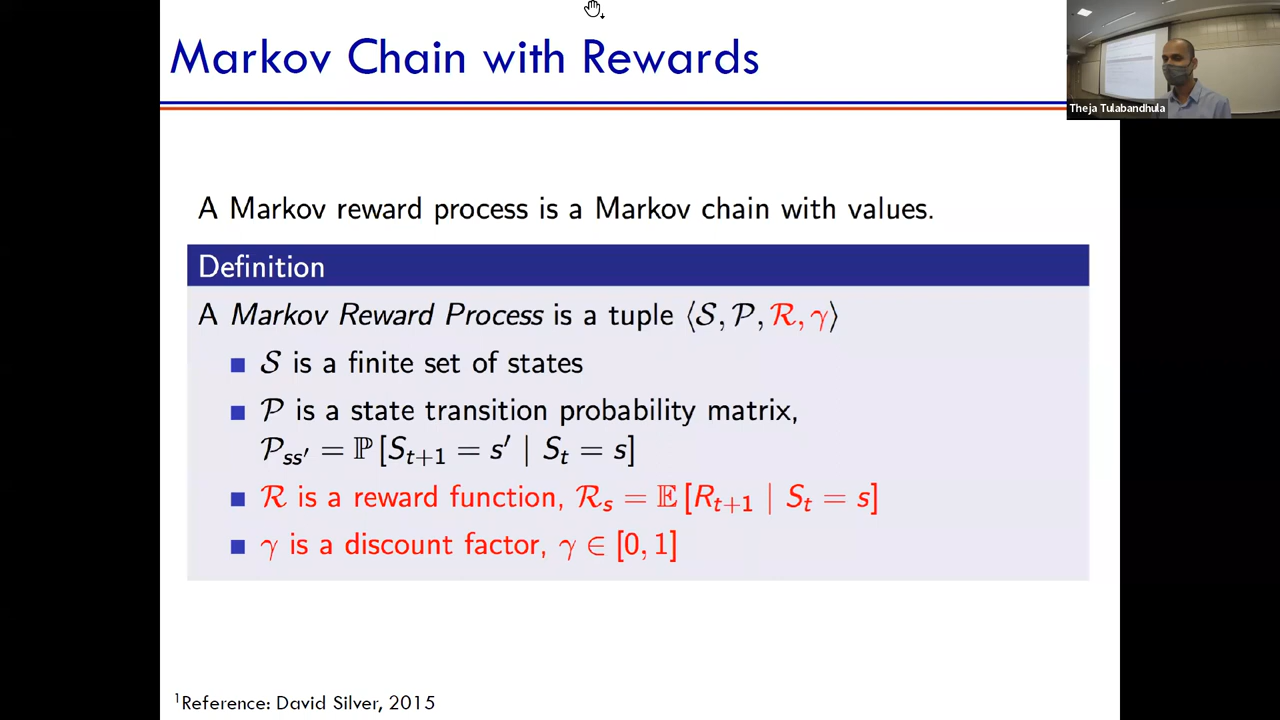 Markov Chain with Rewards
Theja Tulabandhula
A Markov reward process is a Markov chain with values.
Definition
A Markov Reward Process is a tuple ⟨𝒮, 𝒫, ℛ, γ⟩
■ 𝒮 is a finite set of states
■ 𝒫 is a state transition probability matrix,
𝒫ss′ = ℙ [St+1 = s′ | St = s]
■ ℛ is a reward function, ℛs = 𝔼 [Rt+1 | St = s]
■ γ is a discount factor, γ ∈ [0, 1]
¹Reference: David Silver, 2015